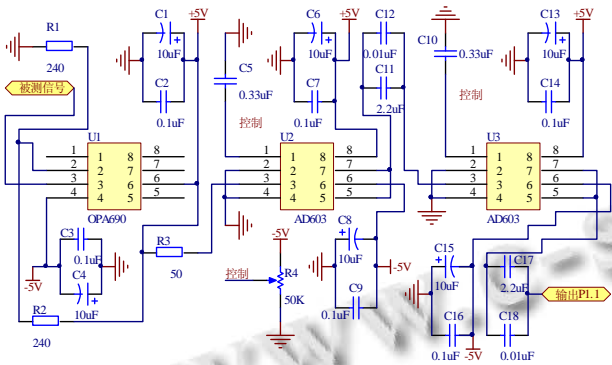 R1
240
被测信号
C1
+5V
10uF
C2
0.1uF
U1
1
2
3
4
8
7
6
5
OPA690
C3
0.1uF
-5V
C4
10uF
R2
240
R3
50
C5
0.33uF
控制
C6
+5V
10uF
C7
0.1uF
U2
1
2
3
4
8
7
6
5
AD603
控制
-5V
R4
50K
C8
10uF
-5V
C9
0.1uF
C12
0.01uF
C11
2.2uF
C10
0.33uF
控制
C13
+5V
10uF
C14
0.1uF
U3
1
2
3
4
8
7
6
5
AD603
C15
10uF
C16
0.1uF
-5V
C17
2.2uF
C18
0.01uF
输出P1.1
www.c-s